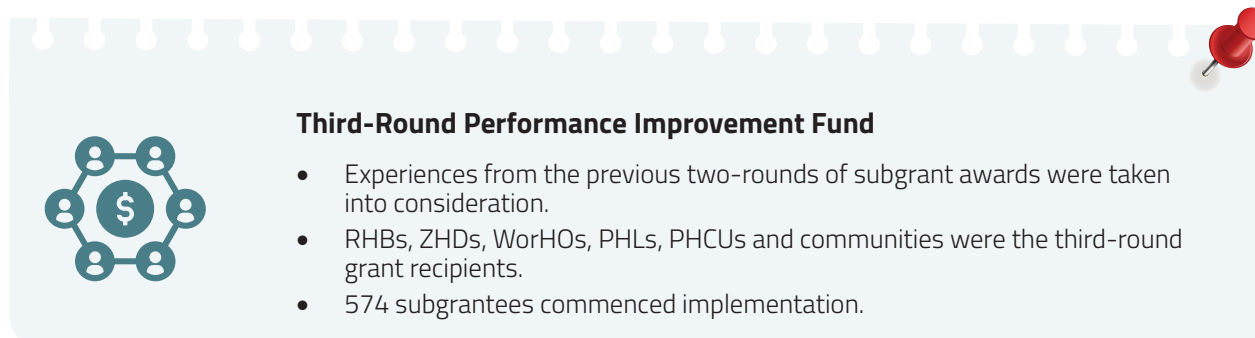 Third-Round Performance Improvement Fund
• Experiences from the previous two-rounds of subgrant awards were taken
into consideration.
• RHBs, ZHDs, WorHOs, PHLs, PHCUs and communities were the third-round
grant recipients.
• 574 subgrantees commenced implementation.
$